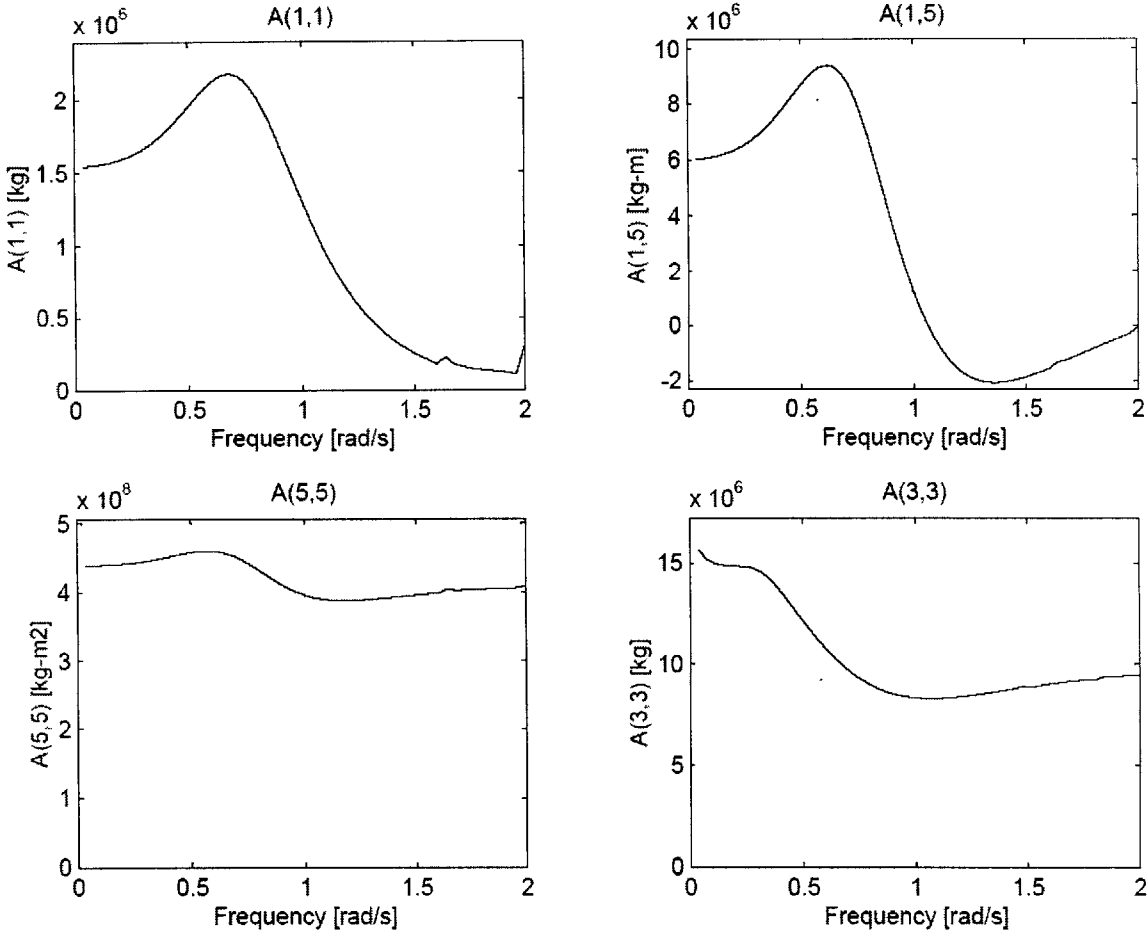 x 10^6
A(1,1)
A(1,1) [kg]
2
1.5
1
0.5
0
0 0.5 1 1.5 2
Frequency [rad/s]
x 10^6
A(1,5)
A(1,5) [kg-m]
10
8
6
4
2
0
-2
0 0.5 1 1.5 2
Frequency [rad/s]
x 10^8
A(5,5)
A(5,5) [kg-m2]
5
4
3
2
1
0
0 0.5 1 1.5 2
Frequency [rad/s]
x 10^6
A(3,3)
A(3,3) [kg]
15
10
5
0
0 0.5 1 1.5 2
Frequency [rad/s]